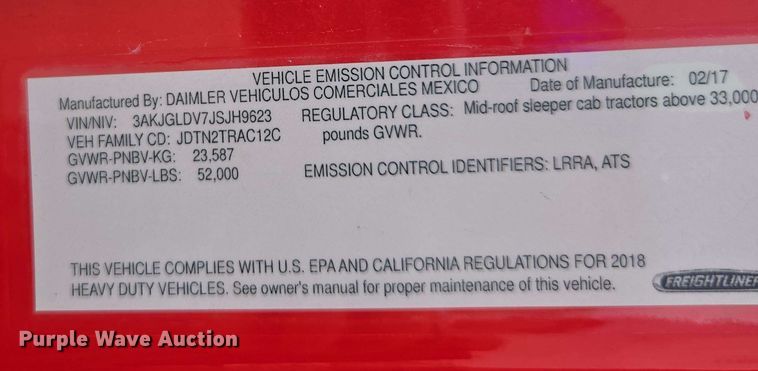 VEHICLE EMISSION CONTROL INFORMATION
Manufactured By: DAIMLER VEHICULOS COMERCIALES MEXICO Date of Manufacture: 02/17
VIN/NIV: 3AKJGLDV7JSJH9623 REGULATORY CLASS: Mid-roof sleeper cab tractors above 33,000
VEH FAMILY CD: JDTN2TRAC12C pounds GVWR.
GVWR-PNBV-KG: 23,587
GVWR-PNBV-LBS: 52,000 EMISSION CONTROL IDENTIFIERS: LRRA, ATS
THIS VEHICLE COMPLIES WITH U.S. EPA AND CALIFORNIA REGULATIONS FOR 2018
HEAVY DUTY VEHICLES. See owner's manual for proper maintenance of this vehicle.
FREIGHTLINER
Purple Wave Auction